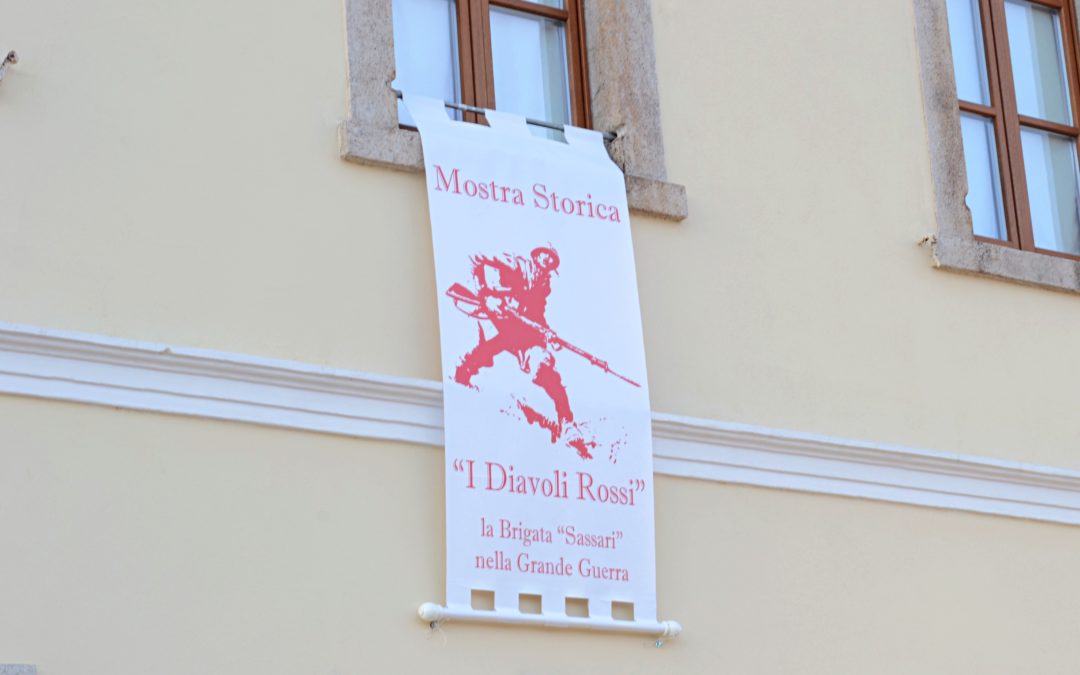 Mostra Storica
“I Diavoli Rossi”
la Brigata “Sassari”
nella Grande Guerra